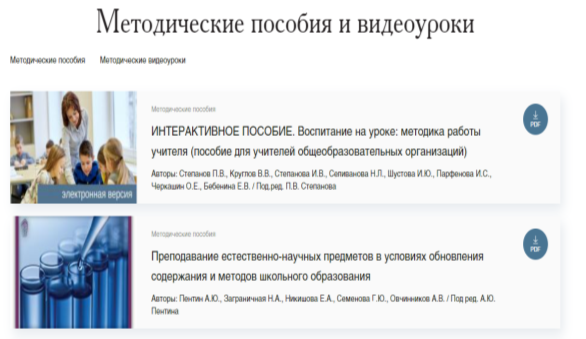 Методические пособия и видеоуроки
Методические пособия Методические видеоуроки
Методические пособия
ИНТЕРАКТИВНОЕ ПОСОБИЕ. Воспитание на уроке: методика работы
учителя (пособие для учителей общеобразовательных организаций)
Авторы: Степанов П.В., Круглов В.В., Степанова И.В., Селиванова Н.Л., Шустова И.Ю., Парфенова И.С.,
Черкашин О.Е., Бебенина Е.В. / Под.ред. П.В. Степанова
PDF
электронная версия
Методические пособия
Преподавание естественно-научных предметов в условиях обновления
содержания и методов школьного образования
Авторы: Пентин А.Ю., Заграничная Н.А., Никишова Е.А., Семенова Г.Ю., Овчинников А.В. / Под ред. А.Ю.
Пентина
PDF